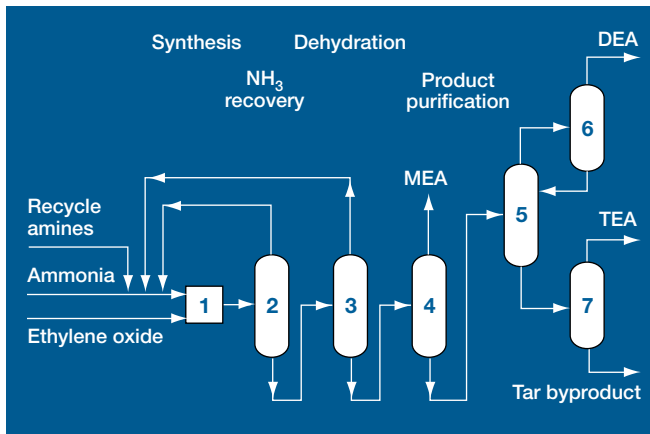 Synthesis
Dehydration
DEA
NH3
recovery
Product
purification
6
MEA
Recycle
amines
5
TEA
Ammonia
1
2
3
4
7
Ethylene oxide
Tar byproduct